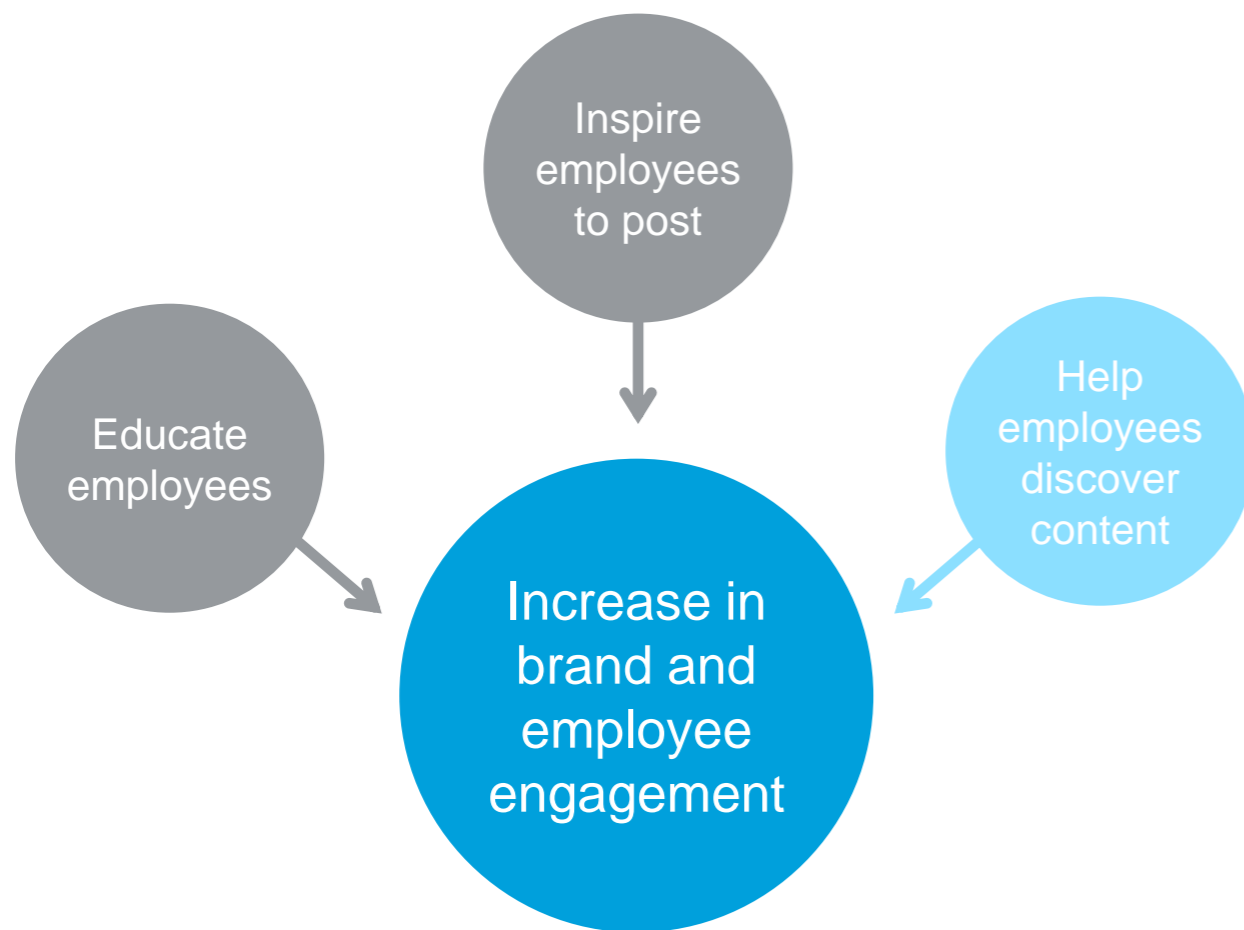 Inspire
employees
to post
Educate
employees
Help
employees
discover
content
Increase in
brand and
employee
engagement